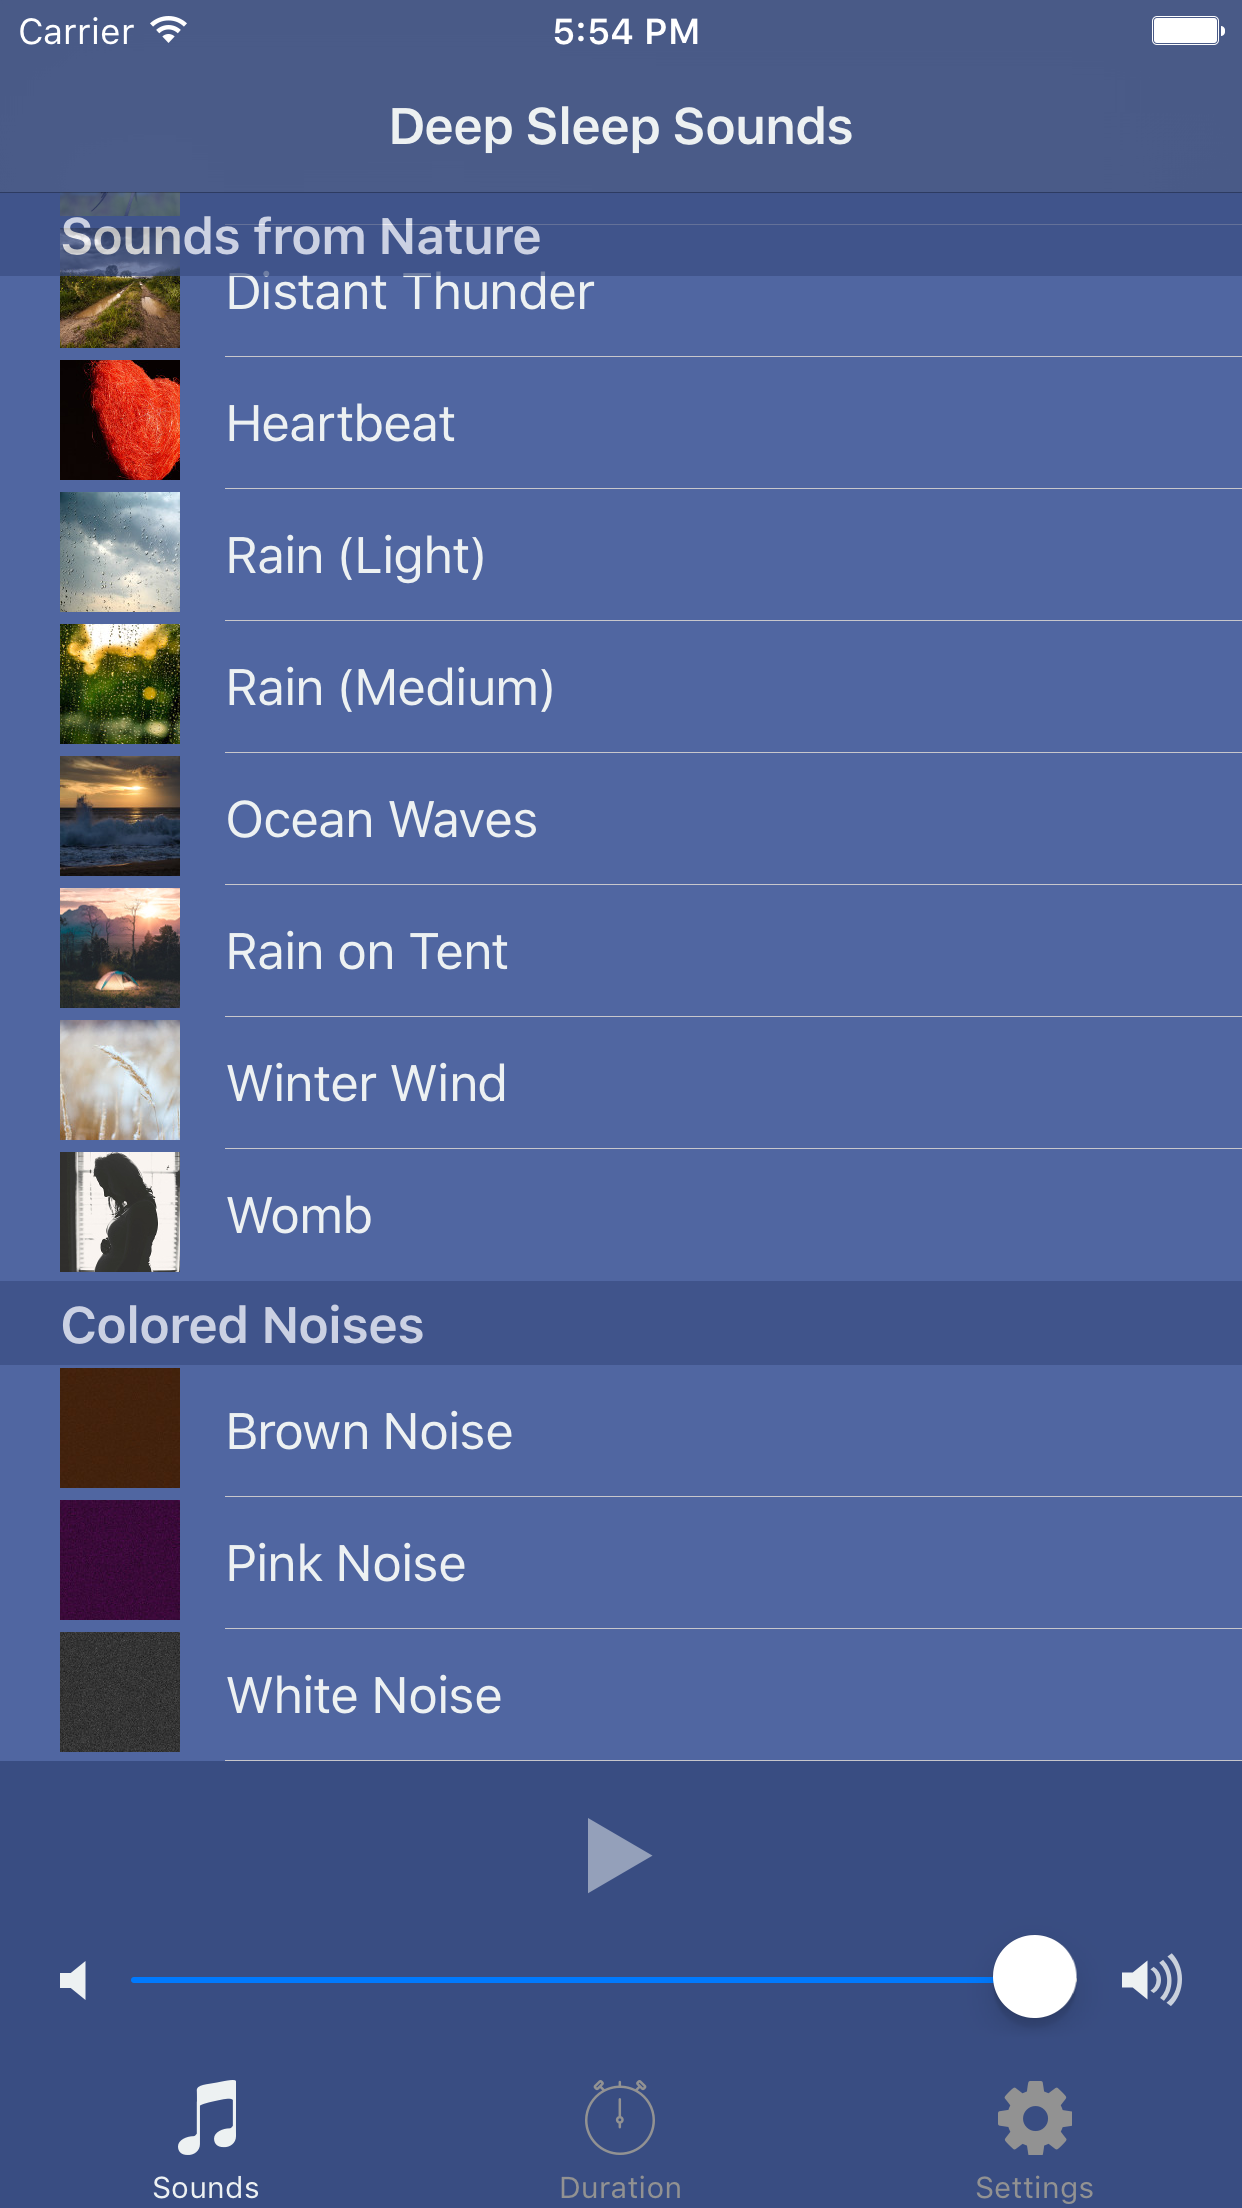 Carrier 5:54 PM
Deep Sleep Sounds
Sounds from Nature
Distant Thunder
Heartbeat
Rain (Light)
Rain (Medium)
Ocean Waves
Rain on Tent
Winter Wind
Womb
Colored Noises
Brown Noise
Pink Noise
White Noise
Sounds Duration Settings